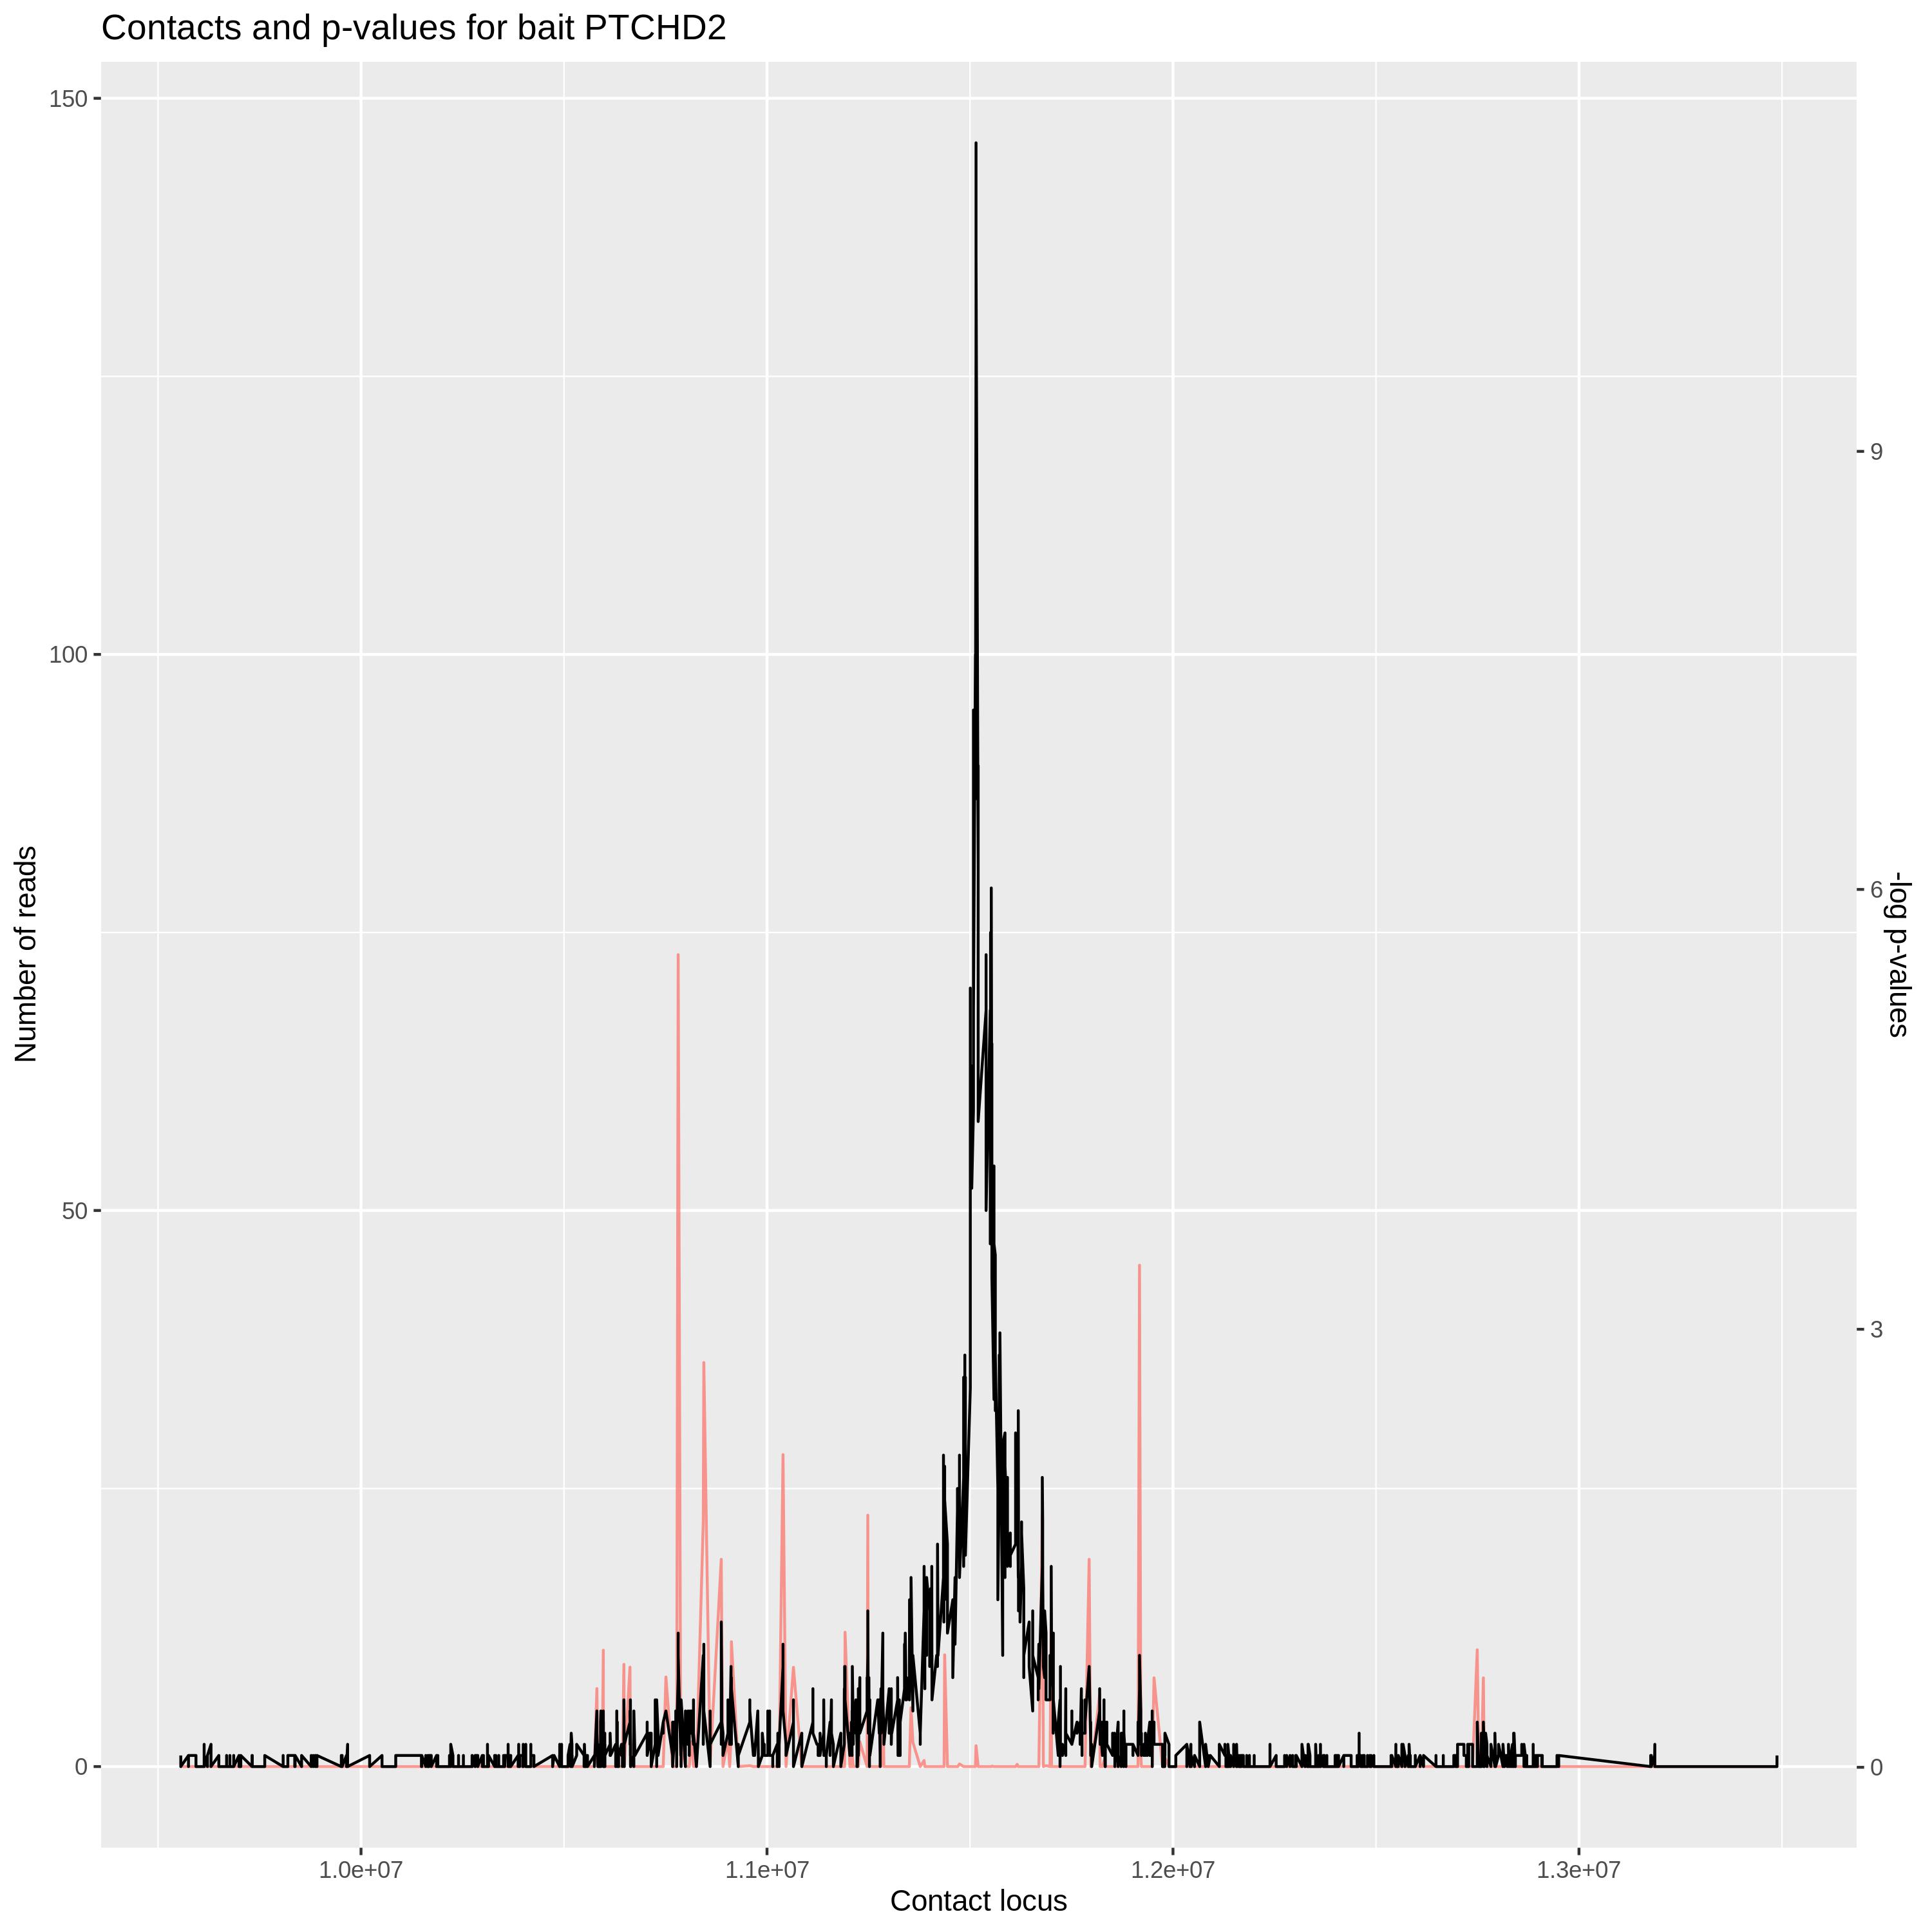 Contacts and p-values for bait PTCHD2
150
100
50
0
Number of reads
9
6
3
0
-log p-values
1.0e+07 1.1e+07 1.2e+07 1.3e+07
Contact locus